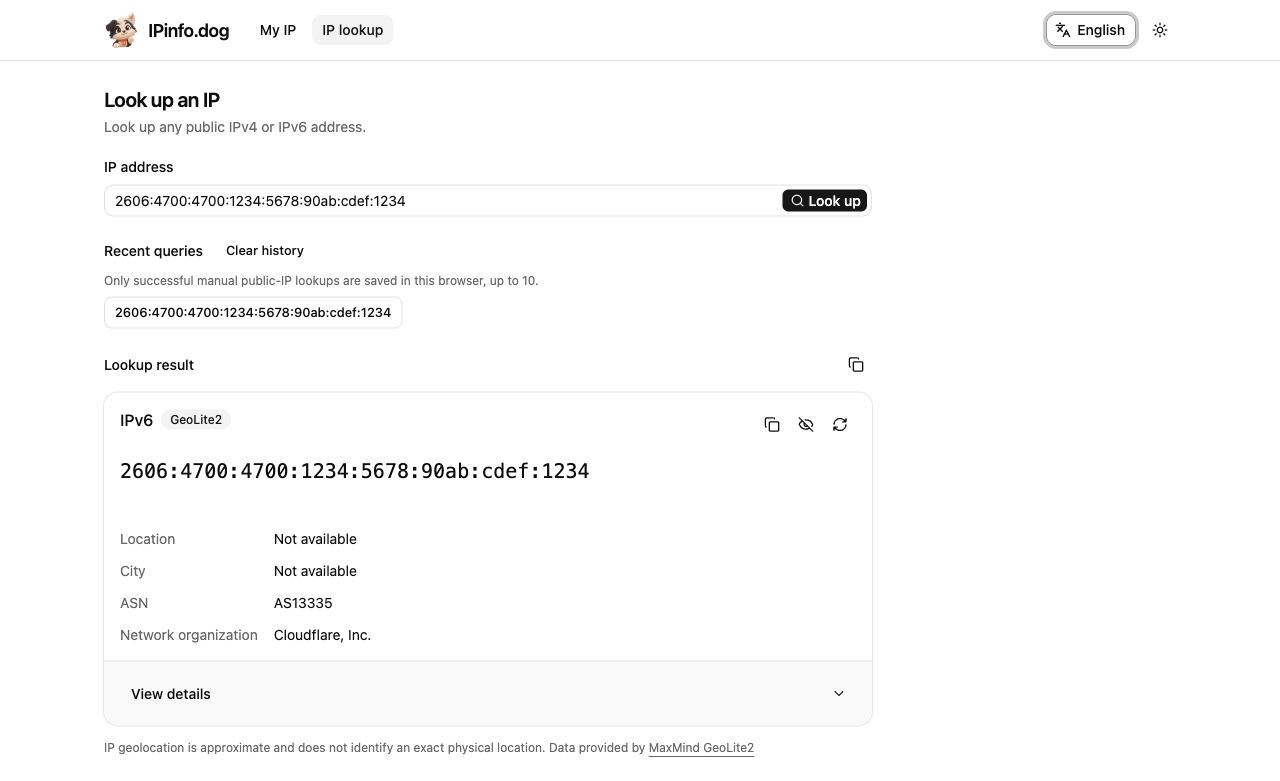 IPinfo.dog
My IP
IP lookup
English
Look up an IP
Look up any public IPv4 or IPv6 address.
IP address
2606:4700:4700:1234:5678:90ab:cdef:1234
Look up
Recent queries
Clear history
Only successful manual public-IP lookups are saved in this browser, up to 10.
2606:4700:4700:1234:5678:90ab:cdef:1234
Lookup result
IPv6
GeoLite2
2606:4700:4700:1234:5678:90ab:cdef:1234
Location Not available
City Not available
ASN AS13335
Network organization Cloudflare, Inc.
View details
IP geolocation is approximate and does not identify an exact physical location. Data provided by MaxMind GeoLite2